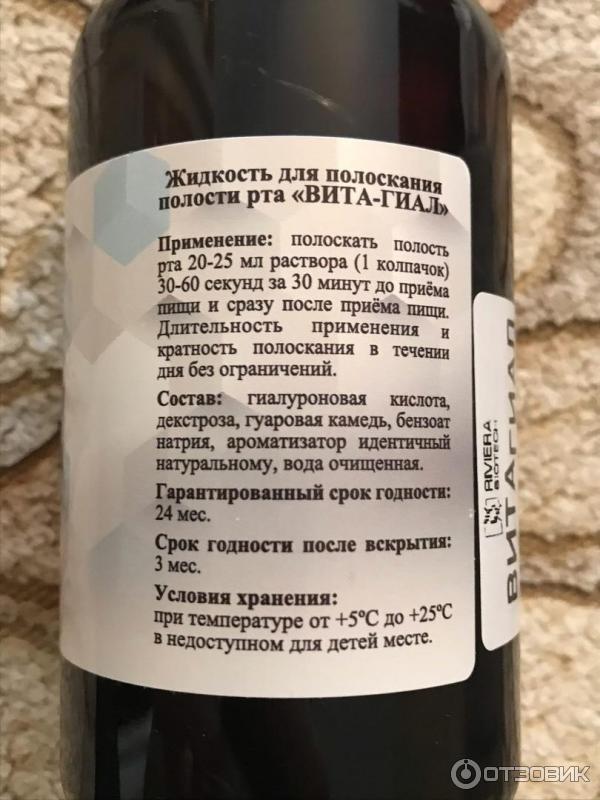 Жидкость для полоскания
полости рта «ВИТА-ГИАЛ»
Применение: полоскать полость
рта 20-25 мл раствора (1 колпачок)
30-60 секунд за 30 минут до приёма
пищи и сразу после приёма пищи.
Длительность применения и
кратность полоскания в течении
дня без ограничений.
Состав: гиалуроновая кислота,
декстроза, гуаровая камедь, бензоат
натрия, ароматизатор идентичный
натуральному, вода очищенная.
Гарантированный срок годности:
24 мес.
Срок годности после вскрытия:
3 мес.
Условия хранения:
при температуре от +5ºС до +25ºС
в недоступном для детей месте.
RIVIERA
BIOTECH
ВИТАГИАЛ
ОТЗОВИК